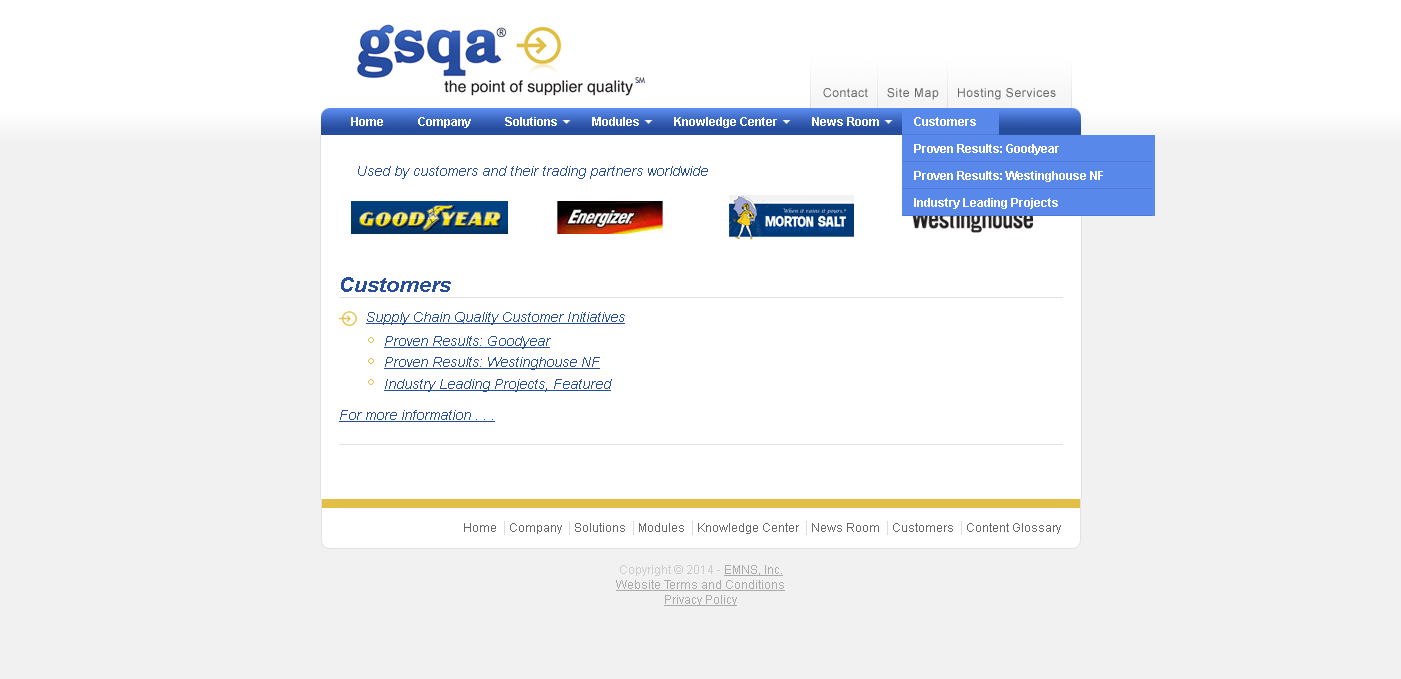 gsqa®
the point of supplier quality℠
Contact Site Map Hosting Services
Home Company Solutions Modules Knowledge Center News Room Customers
Proven Results: Goodyear
Proven Results: Westinghouse NF
Industry Leading Projects
Used by customers and their trading partners worldwide
GOODYEAR Energizer When it rains it pours.® MORTON SALT Westinghouse
Customers
Supply Chain Quality Customer Initiatives
Proven Results: Goodyear
Proven Results: Westinghouse NF
Industry Leading Projects, Featured
For more information . . .
Home Company Solutions Modules Knowledge Center News Room Customers Content Glossary
Copyright © 2014 - EMNS, Inc.
Website Terms and Conditions
Privacy Policy